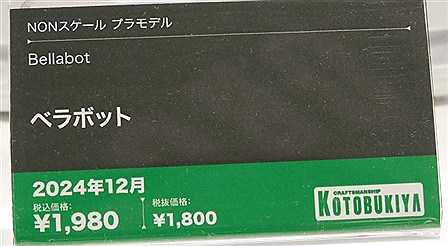 NONスケール プラモデル
Bellabot
ベラボット
2024年12月
税込価格:
¥1,980
税抜価格:
¥1,800
CRAFTSMANSHIP
KOTOBUKIYA